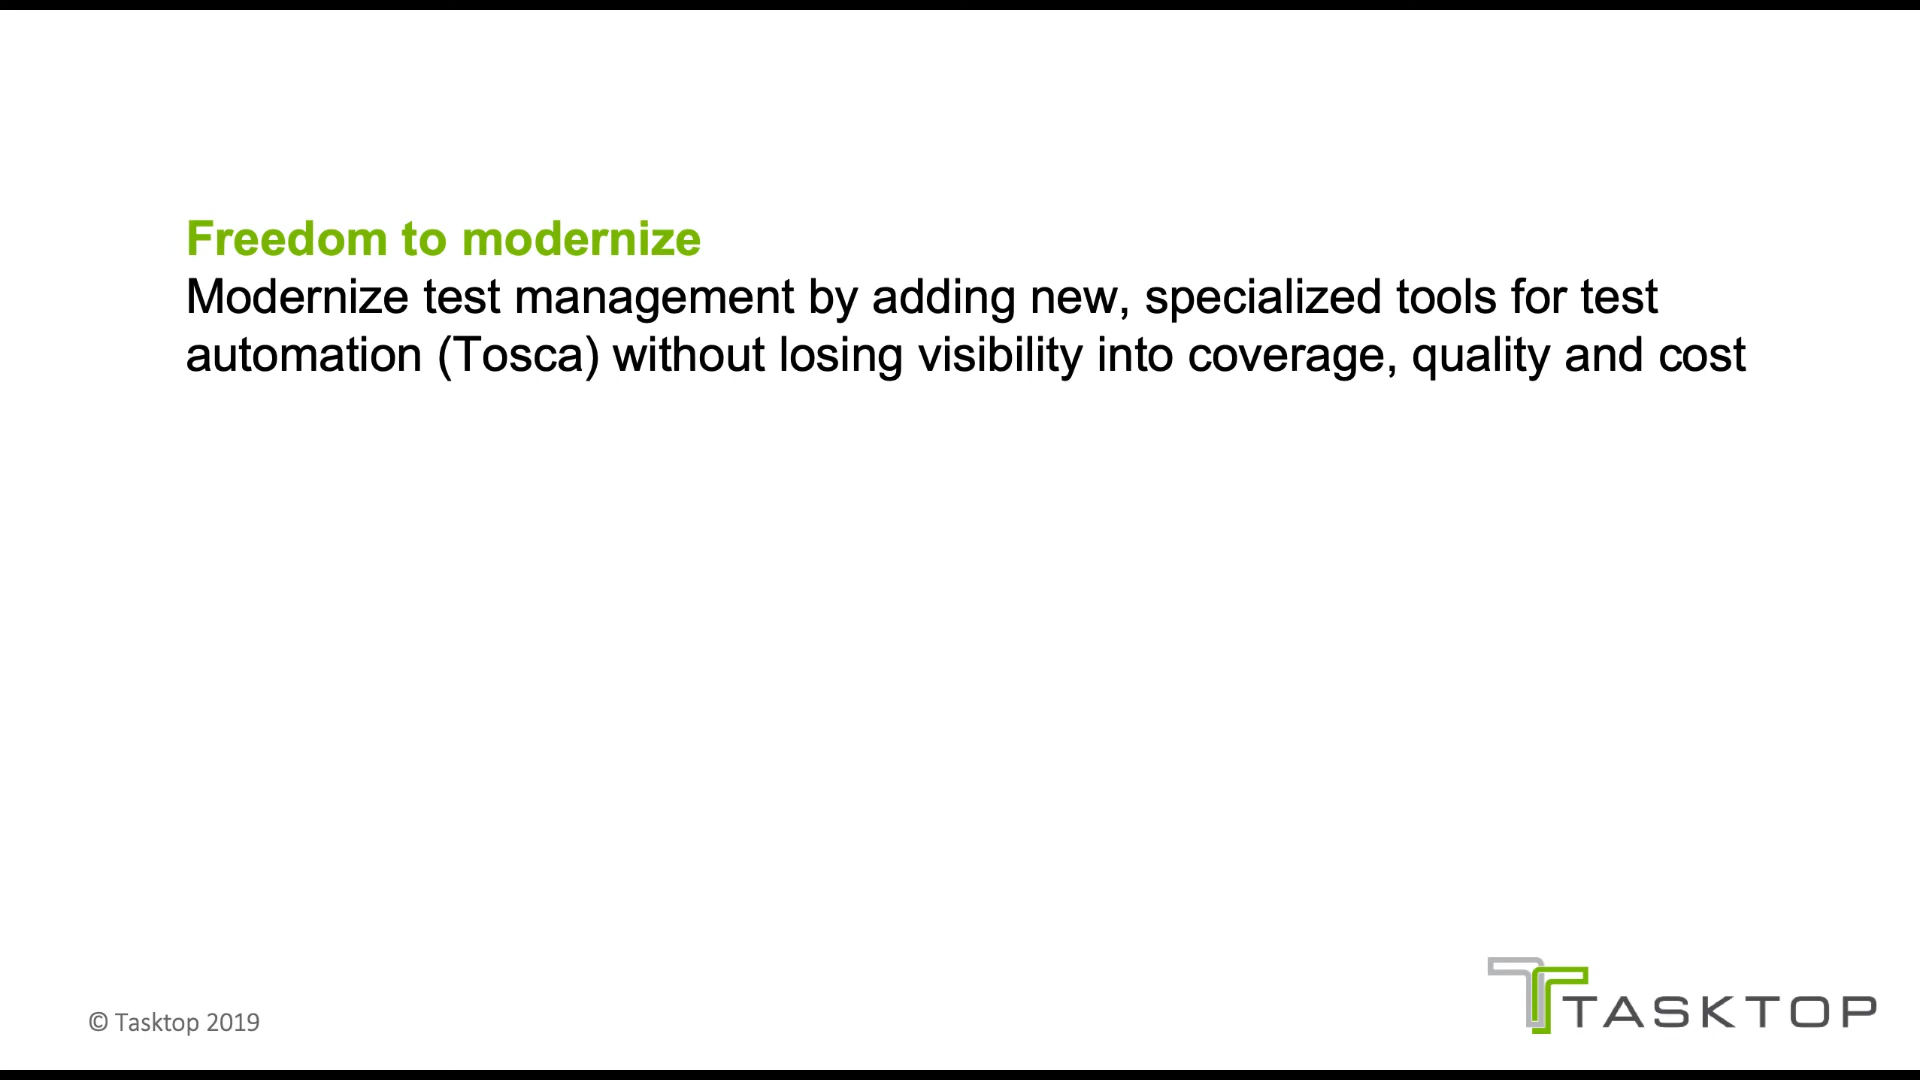 Freedom to modernize
Modernize test management by adding new, specialized tools for test
automation (Tosca) without losing visibility into coverage, quality and cost
© Tasktop 2019
TASKTOP